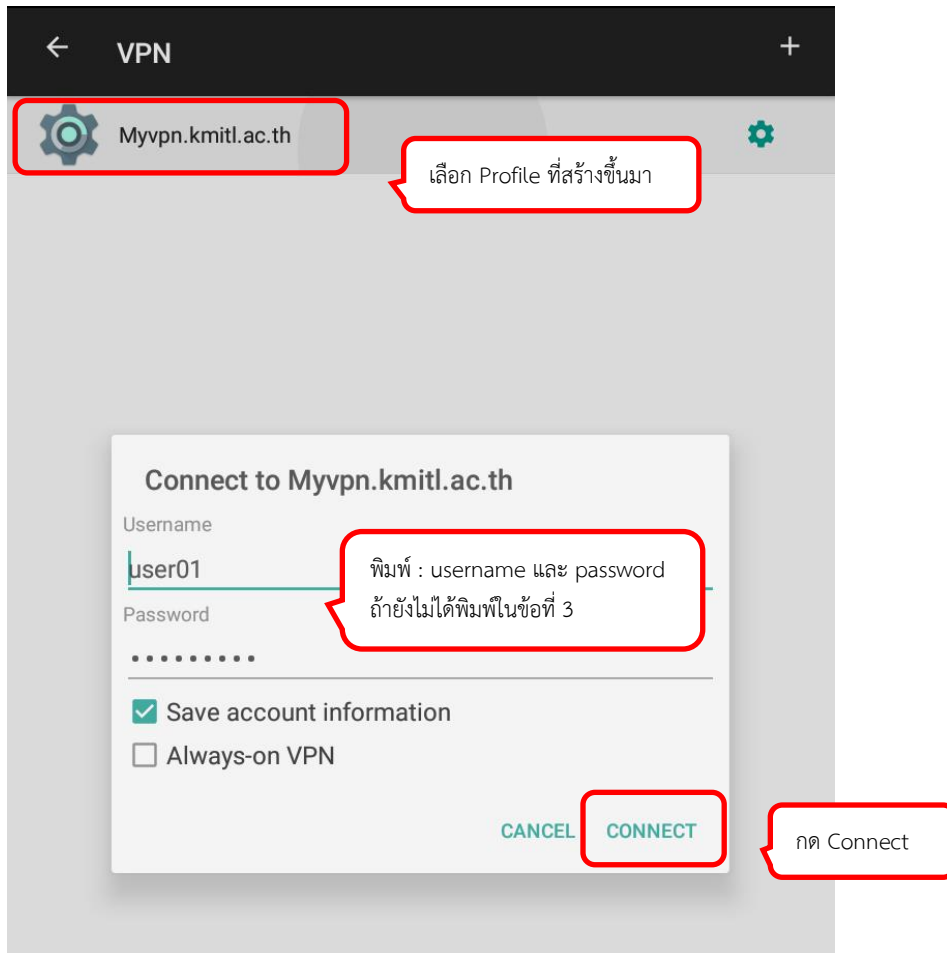 VPN
Myvpn.kmitl.ac.th
เลือก Profile ที่สร้างขึ้นมา
Connect to Myvpn.kmitl.ac.th
Username
user01
พิมพ์ : username และ password
ถ้ายังไม่ได้พิมพ์ในข้อที่ 3
Password
•••••••••
Save account information
Always-on VPN
CANCEL CONNECT
กด Connect